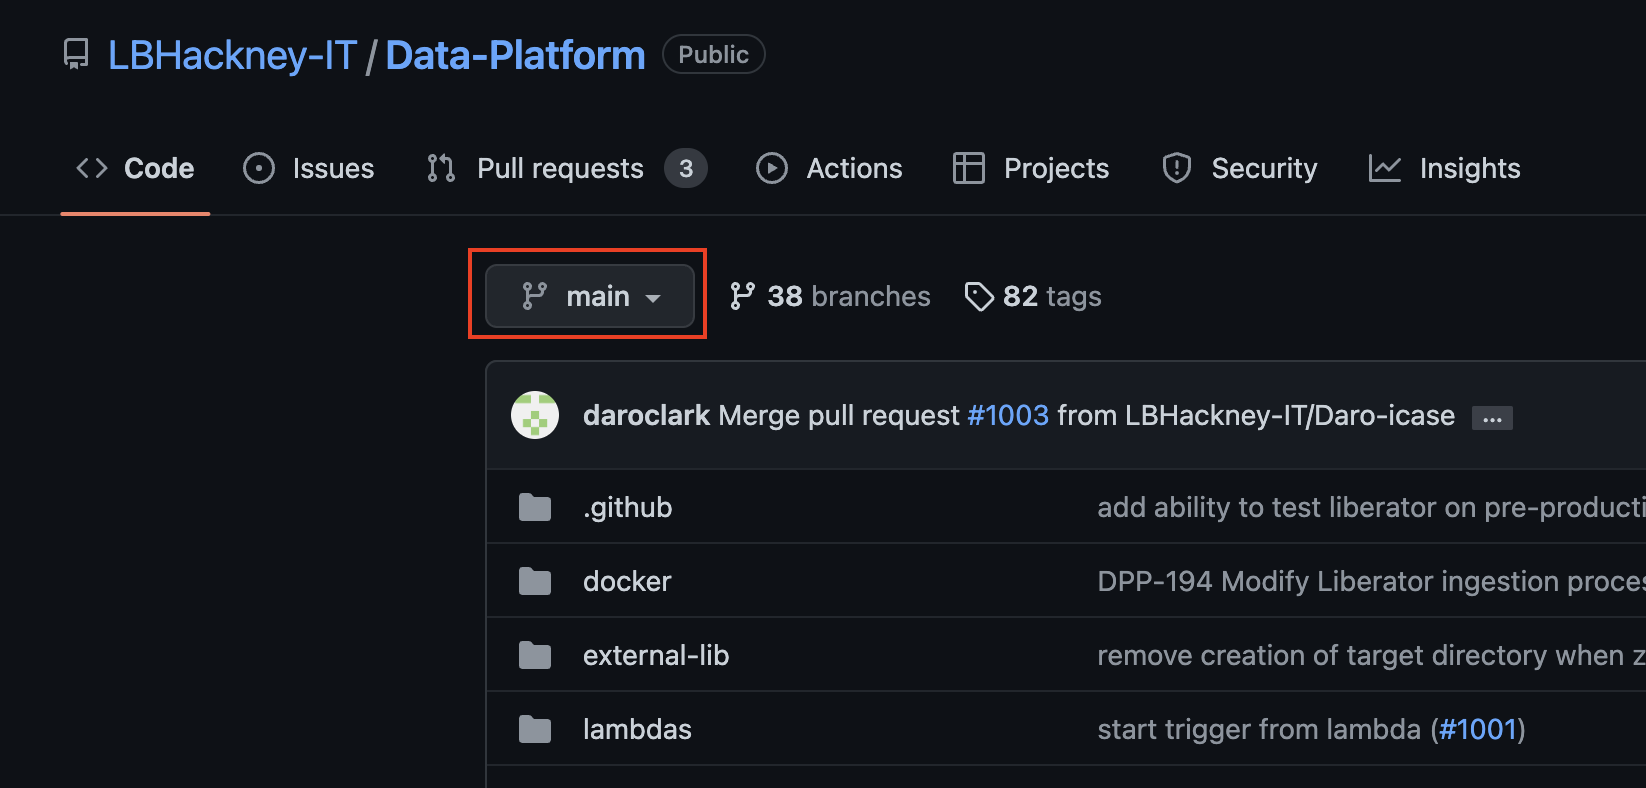 LBHackney-IT / Data-Platform Public
Code Issues Pull requests 3 Actions Projects Security Insights
main 38 branches 82 tags
daroclark Merge pull request #1003 from LBHackney-IT/Daro-icase ...
.github add ability to test liberator on pre-producti
docker DPP-194 Modify Liberator ingestion proces
external-lib remove creation of target directory when z
lambdas start trigger from lambda (#1001)